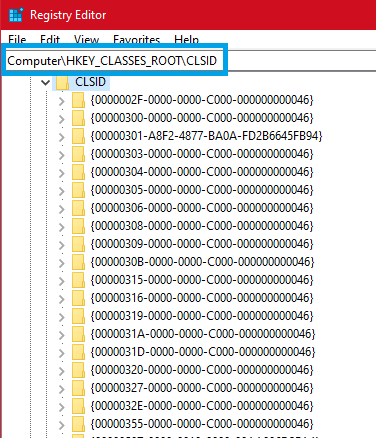 Registry Editor
File Edit View Favorites Help
Computer\HKEY_CLASSES_ROOT\CLSID
CLSID
{0000002F-0000-0000-C000-000000000046}
{00000300-0000-0000-C000-000000000046}
{00000301-A8F2-4877-BA0A-FD2B6645FB94}
{00000303-0000-0000-C000-000000000046}
{00000304-0000-0000-C000-000000000046}
{00000305-0000-0000-C000-000000000046}
{00000306-0000-0000-C000-000000000046}
{00000308-0000-0000-C000-000000000046}
{00000309-0000-0000-C000-000000000046}
{0000030B-0000-0000-C000-000000000046}
{00000315-0000-0000-C000-000000000046}
{00000316-0000-0000-C000-000000000046}
{00000319-0000-0000-C000-000000000046}
{0000031A-0000-0000-C000-000000000046}
{0000031D-0000-0000-C000-000000000046}
{00000320-0000-0000-C000-000000000046}
{00000327-0000-0000-C000-000000000046}
{0000032E-0000-0000-C000-000000000046}
{00000355-0000-0000-C000-000000000046}